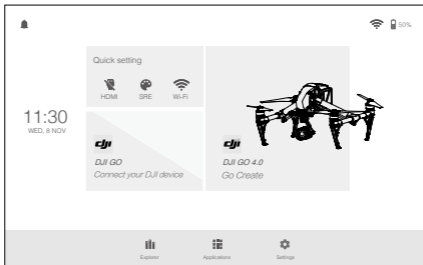 50%
Quick setting
HDMI SRE Wi-Fi
11:30
WED, 8 NOV
dji
DJI GO
Connect your DJI device
dji
DJI GO 4.0
Go Create
Explorer Applications Settings